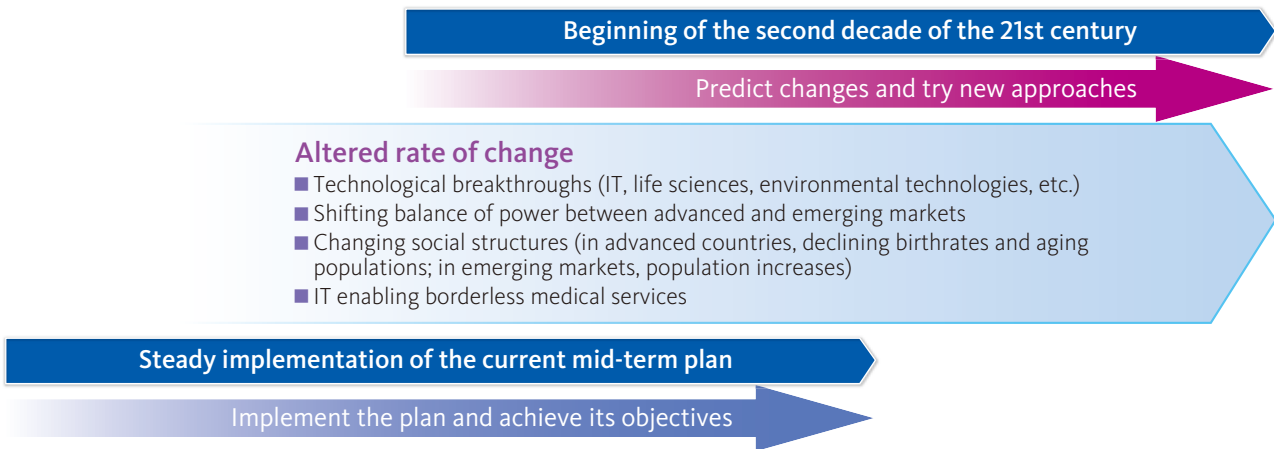 Beginning of the second decade of the 21st century
Predict changes and try new approaches
Altered rate of change
■ Technological breakthroughs (IT, life sciences, environmental technologies, etc.)
■ Shifting balance of power between advanced and emerging markets
■ Changing social structures (in advanced countries, declining birthrates and aging
populations; in emerging markets, population increases)
■ IT enabling borderless medical services
Steady implementation of the current mid-term plan
Implement the plan and achieve its objectives